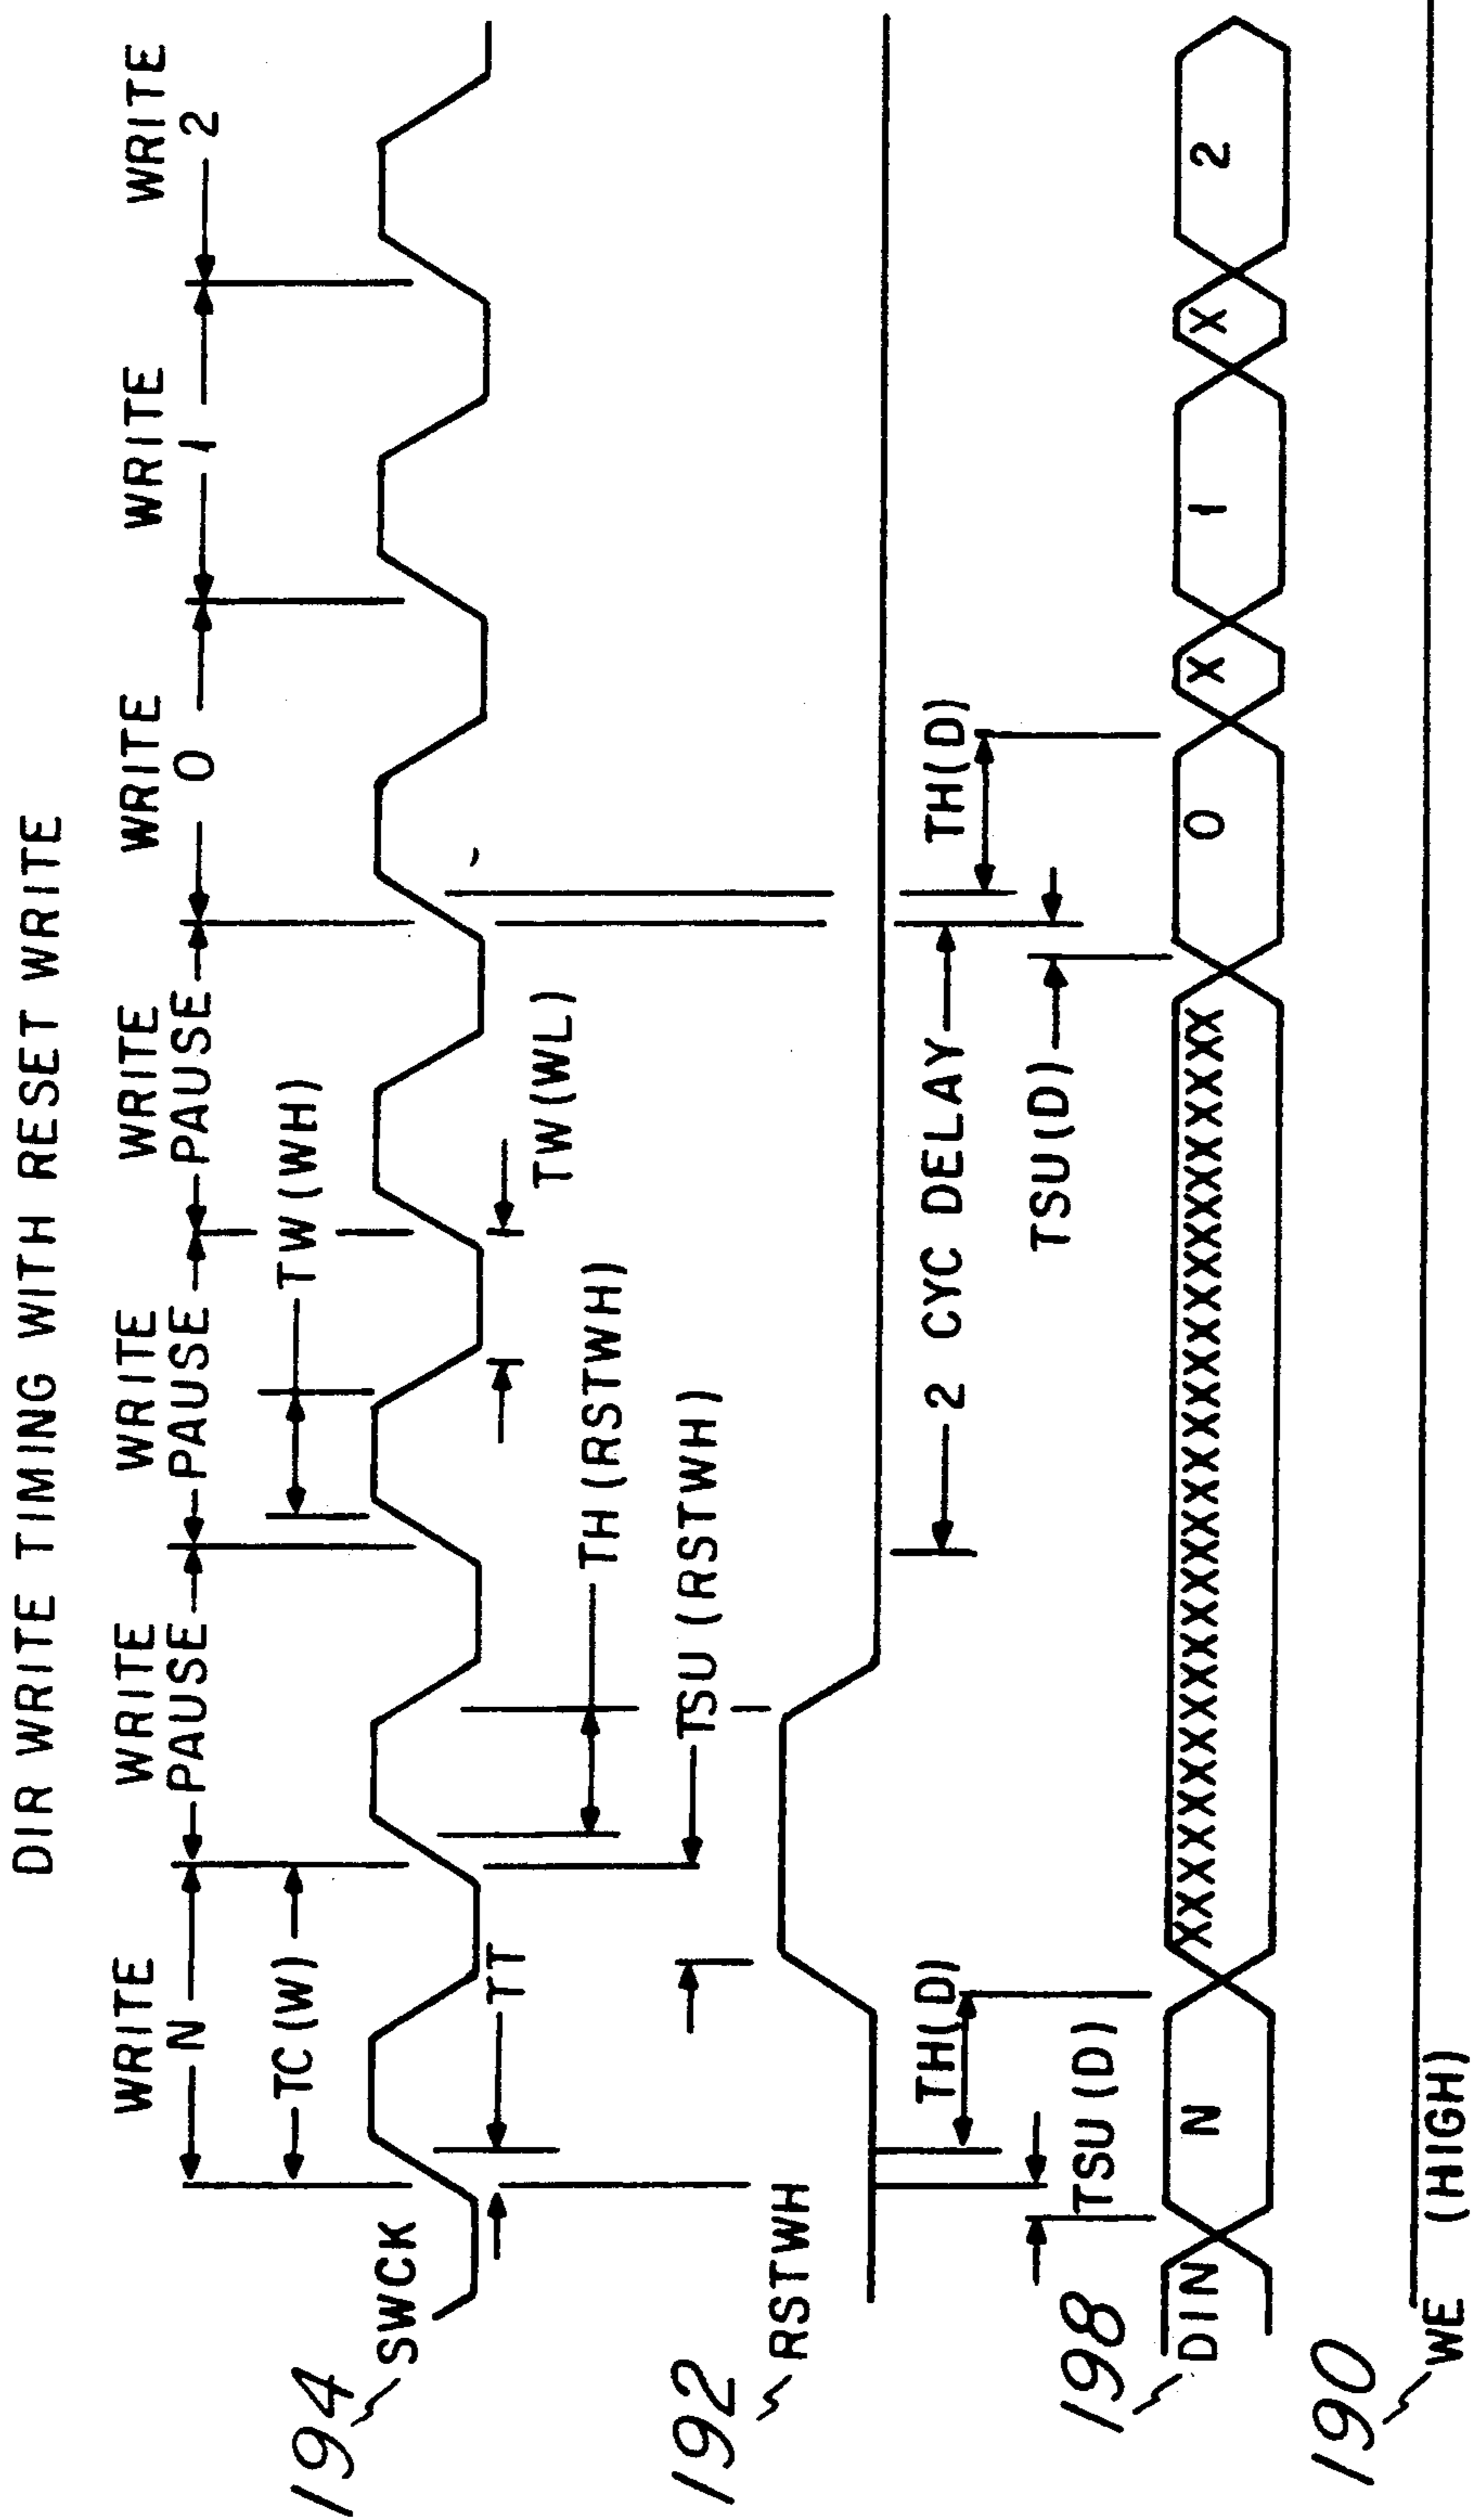 DIR WRITE TIMING WITH RESET WRITE
WRITE N
WRITE PAUSE
WRITE PAUSE
WRITE PAUSE
WRITE 0
WRITE 1
WRITE 2
TC(W)
TW(WH)
194
SWCK
TT
TW(WL)
TH(RSTWH)
TSU(RSTWH)
192
RSTWH
TH(D)
2 CYC DELAY
TH(D)
TSU(D)
TSU(D)
198
DIN
N
XXXXXXXXXXXXXXXXXXXXXXXXXXXXXX
0
X
1
X
2
190
WE (HIGH)